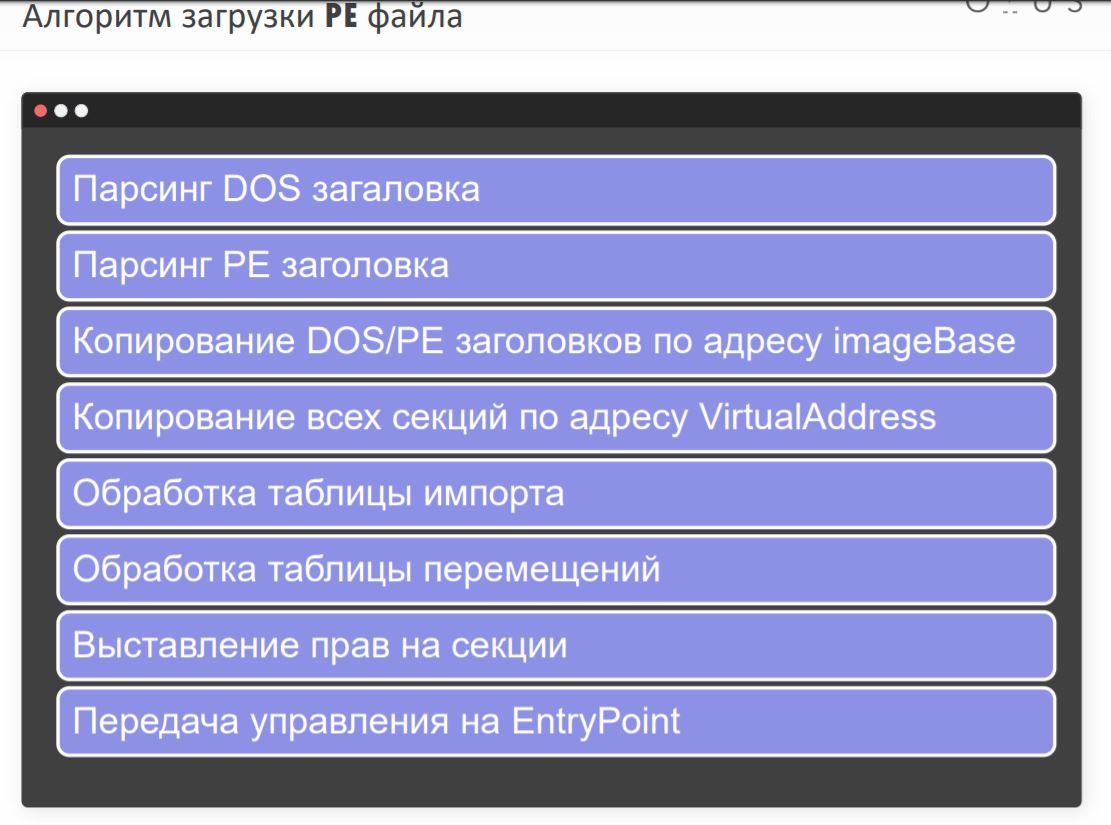 Алгоритм загрузки PE файла
Парсинг DOS загаловка
Парсинг PE заголовка
Копирование DOS/PE заголовков по адресу imageBase
Копирование всех секций по адресу VirtualAddress
Обработка таблицы импорта
Обработка таблицы перемещений
Выставление прав на секции
Передача управления на EntryPoint